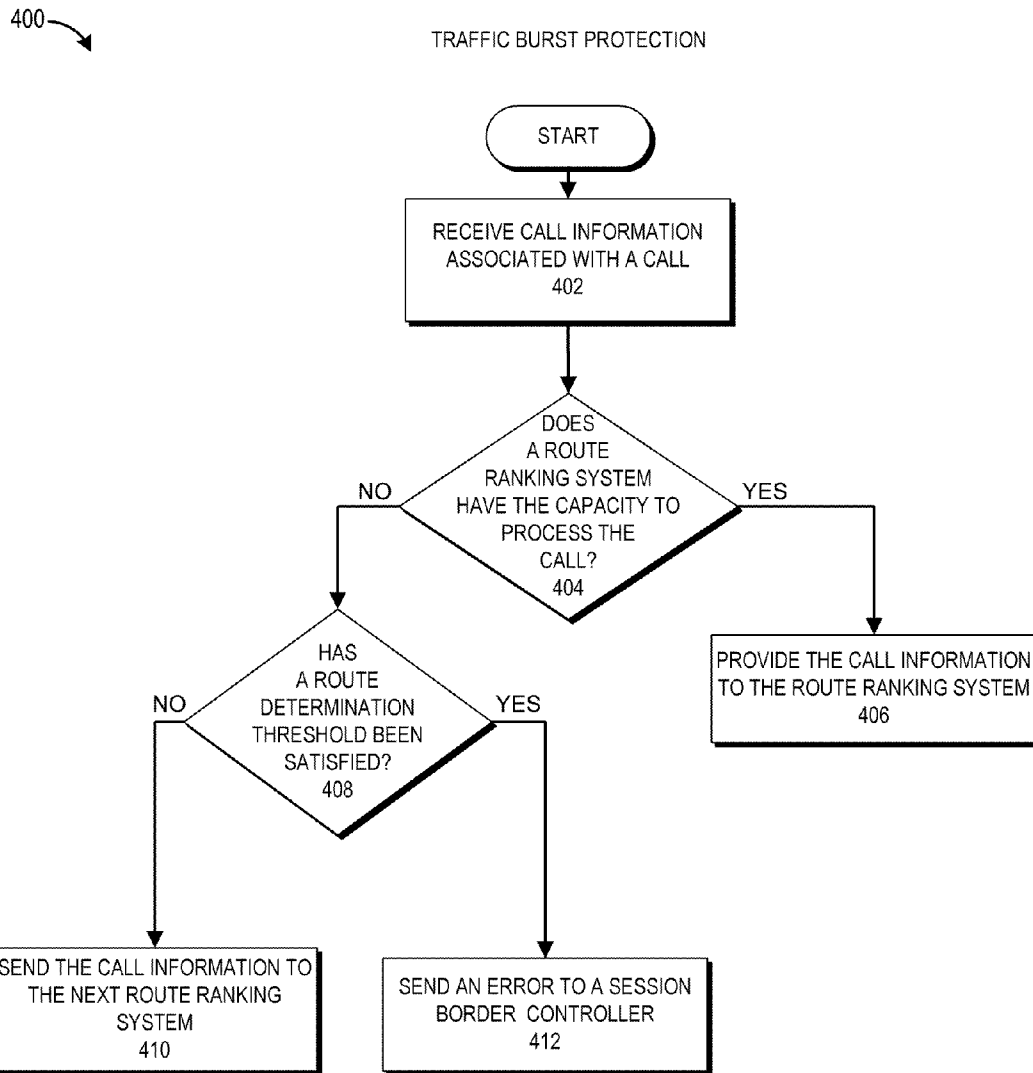 400
TRAFFIC BURST PROTECTION
START
RECEIVE CALL INFORMATION
ASSOCIATED WITH A CALL
402
DOES
A ROUTE
RANKING SYSTEM
HAVE THE CAPACITY TO
PROCESS THE
CALL?
404
NO
YES
PROVIDE THE CALL INFORMATION
TO THE ROUTE RANKING SYSTEM
406
HAS
A ROUTE
DETERMINATION
THRESHOLD BEEN
SATISFIED?
408
NO
YES
SEND THE CALL INFORMATION TO
THE NEXT ROUTE RANKING
SYSTEM
410
SEND AN ERROR TO A SESSION
BORDER CONTROLLER
412